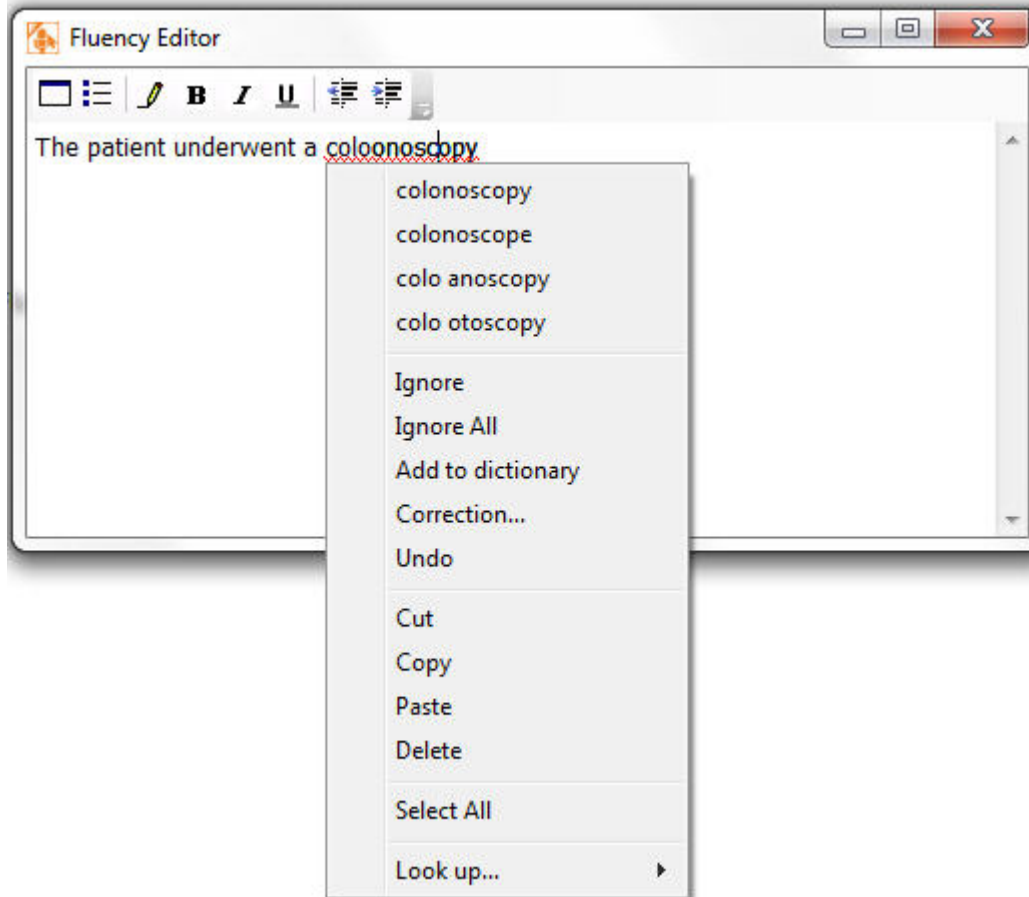 Fluency Editor
B I U
The patient underwent a coloonoscopy
colonoscopy
colonoscope
colo anoscopy
colo otoscopy
Ignore
Ignore All
Add to dictionary
Correction...
Undo
Cut
Copy
Paste
Delete
Select All
Look up...